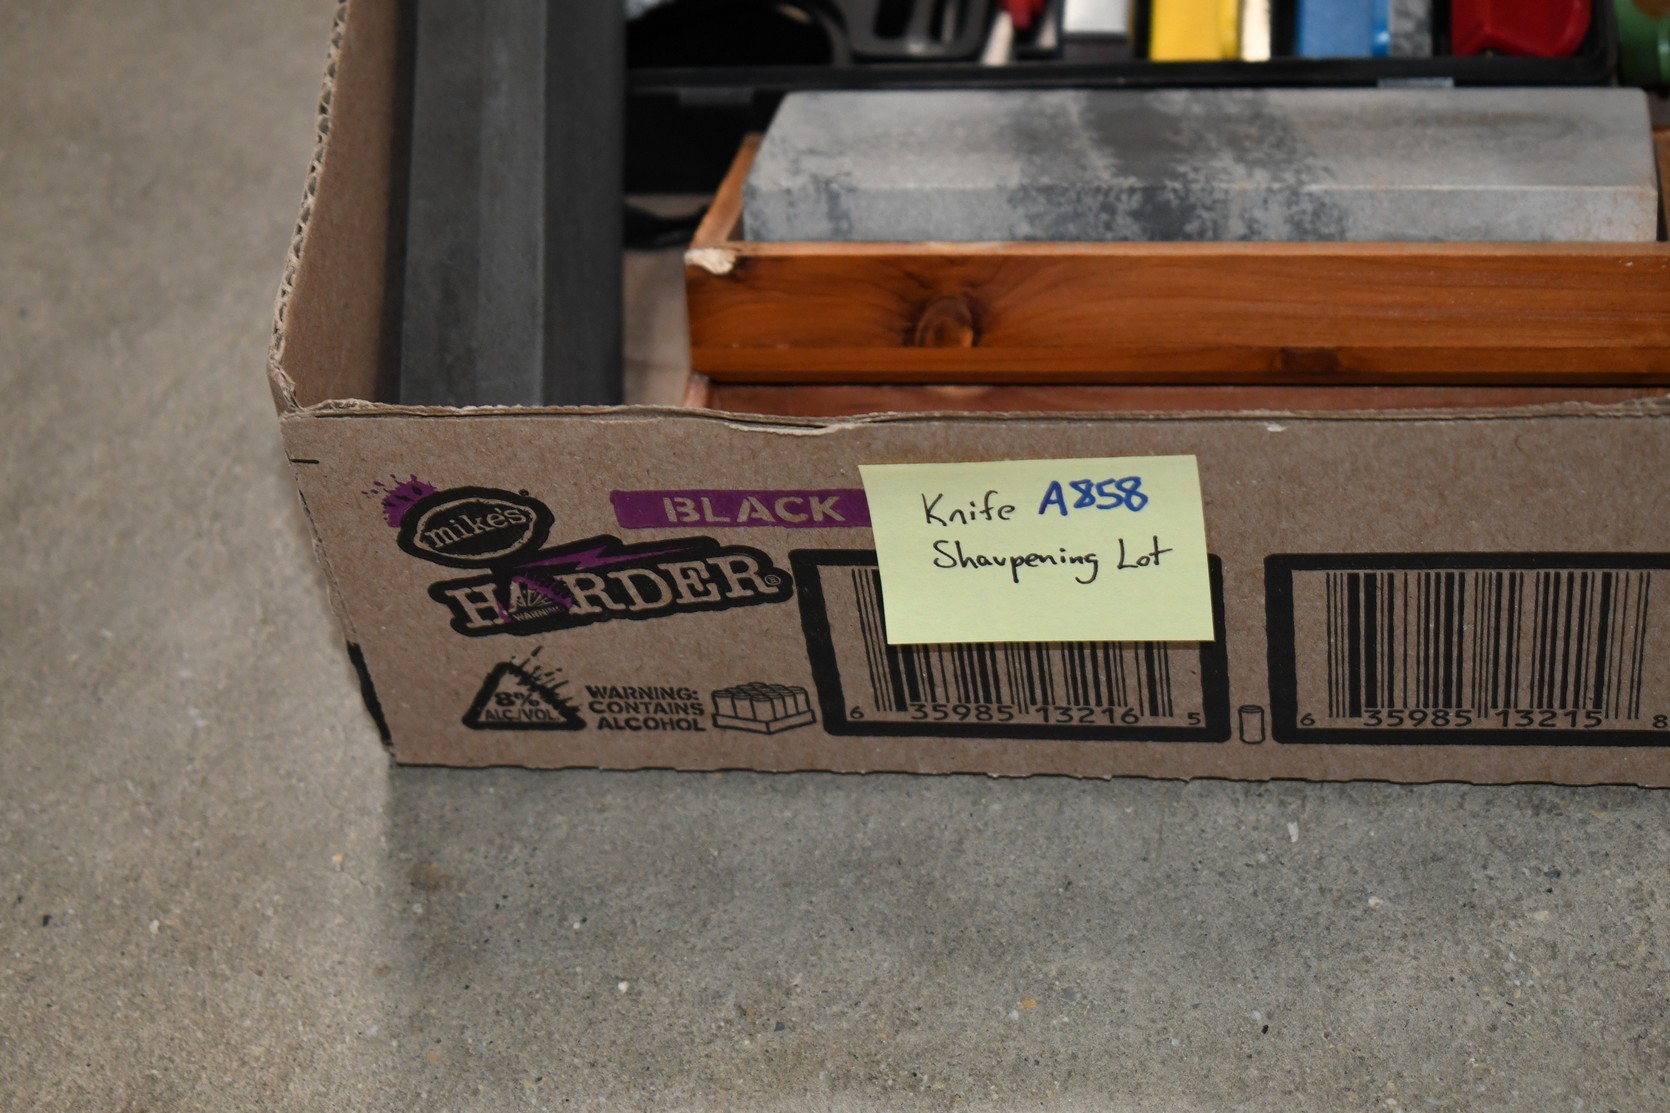 mike's
HARDER®
WARNING
BLACK
Knife A858
Sharpening Lot
8%
ALC/VOL.
WARNING:
CONTAINS
ALCOHOL
6 35985 13216 5
6 35985 13215 8